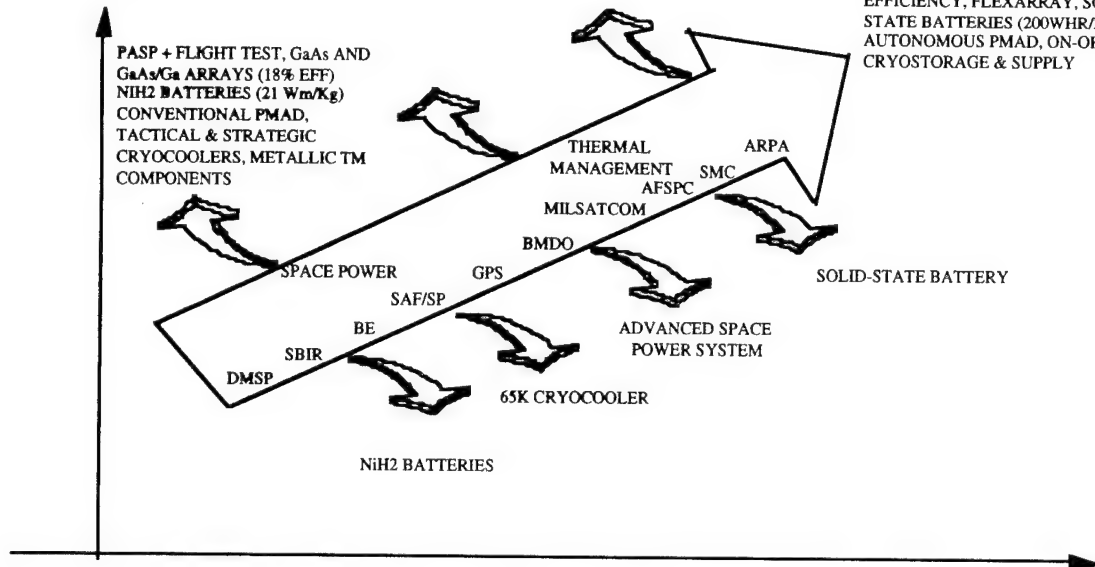 PASP + FLIGHT TEST, GaAs AND
GaAs/Ga ARRAYS (18% EFF)
NIH2 BATTERIES (21 Wm/Kg)
CONVENTIONAL PMAD,
TACTICAL & STRATEGIC
CRYOCOOLERS, METALLIC TM
COMPONENTS
EFFICIENCY, FLEXARRAY,
STATE BATTERIES (200WHR/
AUTONOMOUS PMAD,
CRYOSTORAGE & SUPPLY
THERMAL
MANAGEMENT
SPACE POWER
ARPA
SMC
AFSPC
MILSATCOM
BMDO
GPS
SAF/SP
BE
SBIR
DMSP
SOLID-STATE BATTERY
ADVANCED SPACE
POWER SYSTEM
65K CRYOCOOLER
NiH2 BATTERIES